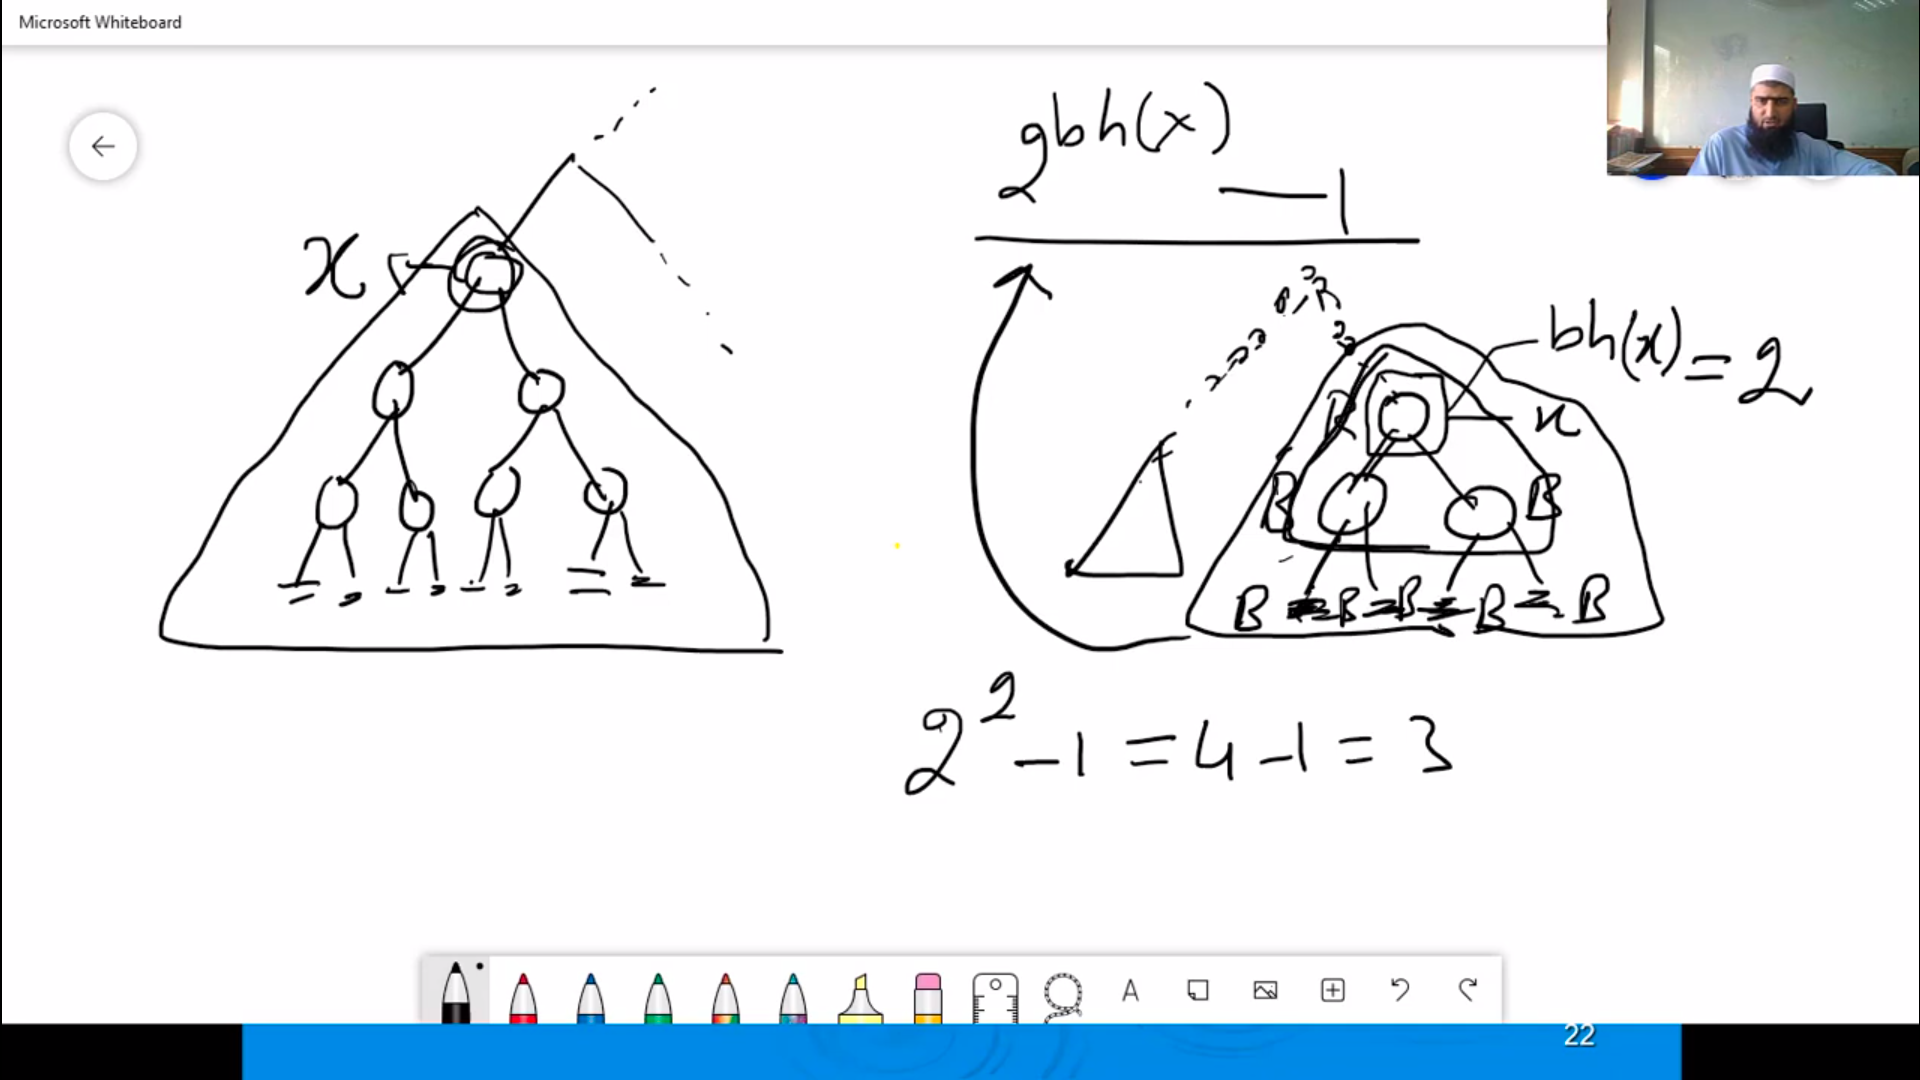 Microsoft Whiteboard
2^bh(x) - 1
x
bh(x) = 2
R
x
B
B
B B B B B
2^2 - 1 = 4 - 1 = 3
A
22